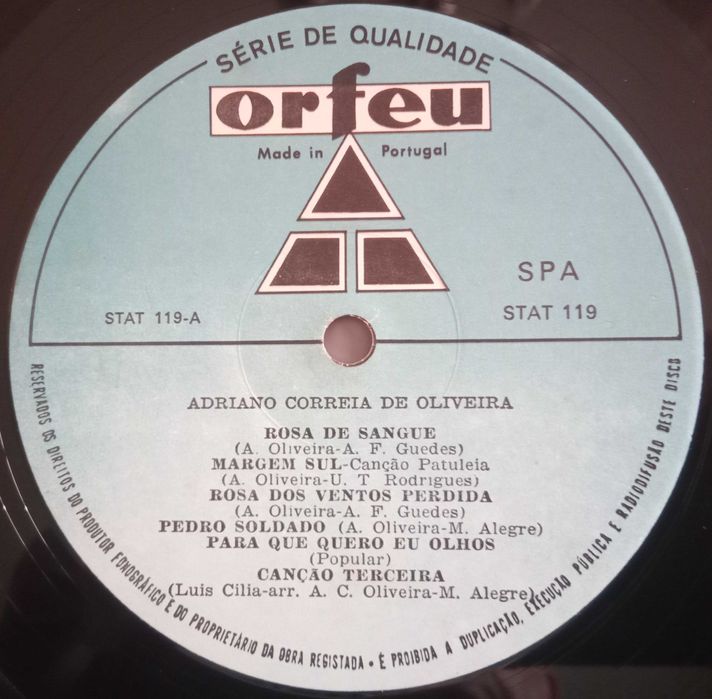 SÉRIE DE QUALIDADE
orfeu
Made in Portugal
SPA
STAT 119-A
STAT 119
ADRIANO CORREIA DE OLIVEIRA
ROSA DE SANGUE
(A. Oliveira-A. F. Guedes)
MARGEM SUL-Canção Patuleia
(A. Oliveira-U. T Rodrigues)
ROSA DOS VENTOS PERDIDA
(A. Oliveira-A. F. Guedes)
PEDRO SOLDADO (A. Oliveira-M. Alegre)
PARA QUE QUERO EU OLHOS
(Popular)
CANÇÃO TERCEIRA
(Luis Cilia-arr. A. C. Oliveira-M. Alegre)
RESERVADOS OS DIREITOS DO PRODUTOR FONOGRÁFICO E DO PROPRIETÁRIO DA OBRA REGISTADA • É PROIBIDA A DUPLICAÇÃO, EXECUÇÃO PÚBLICA E RADIODIFUSÃO DESTE DISCO